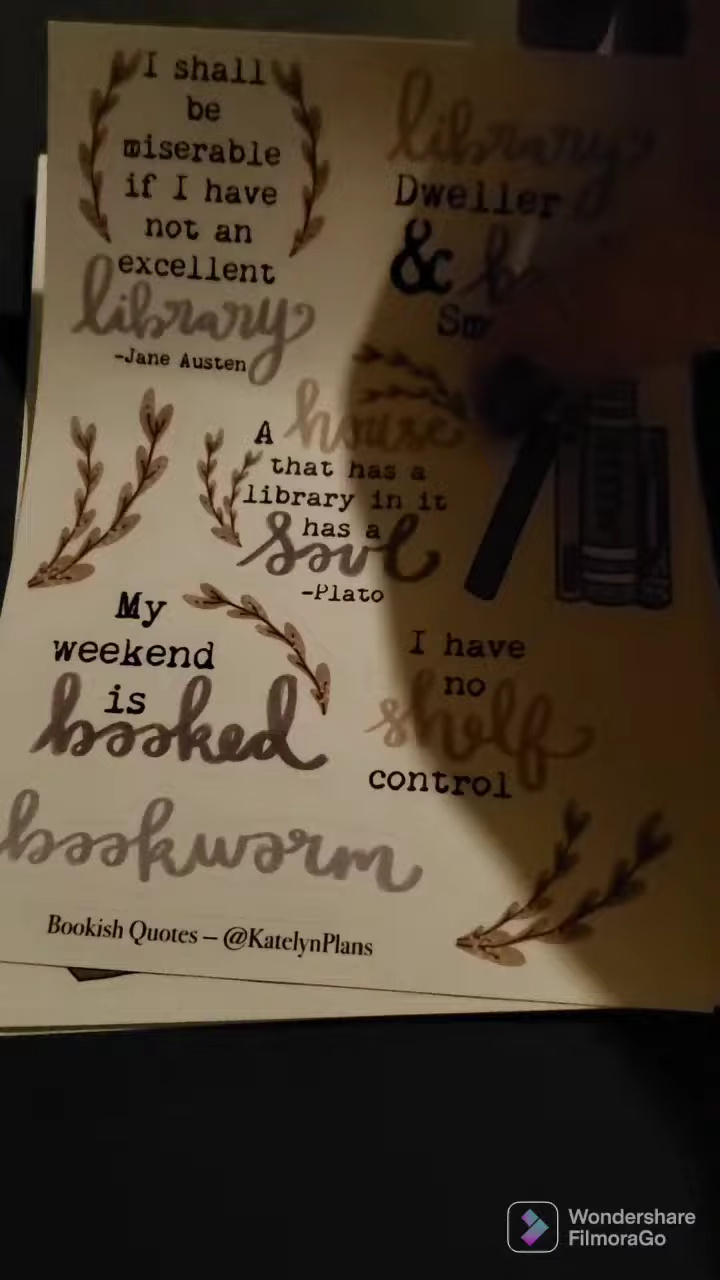 I shall
be
miserable
if I have
not an
excellent
library
-Jane Austen
library
Dweller
&
A house
that has a
library in it
has a
soul
-Plato
My
weekend
is
booked
I have
no
shelf
control
bookworm
Bookish Quotes – @KatelynPlans
Wondershare
FilmoraGo